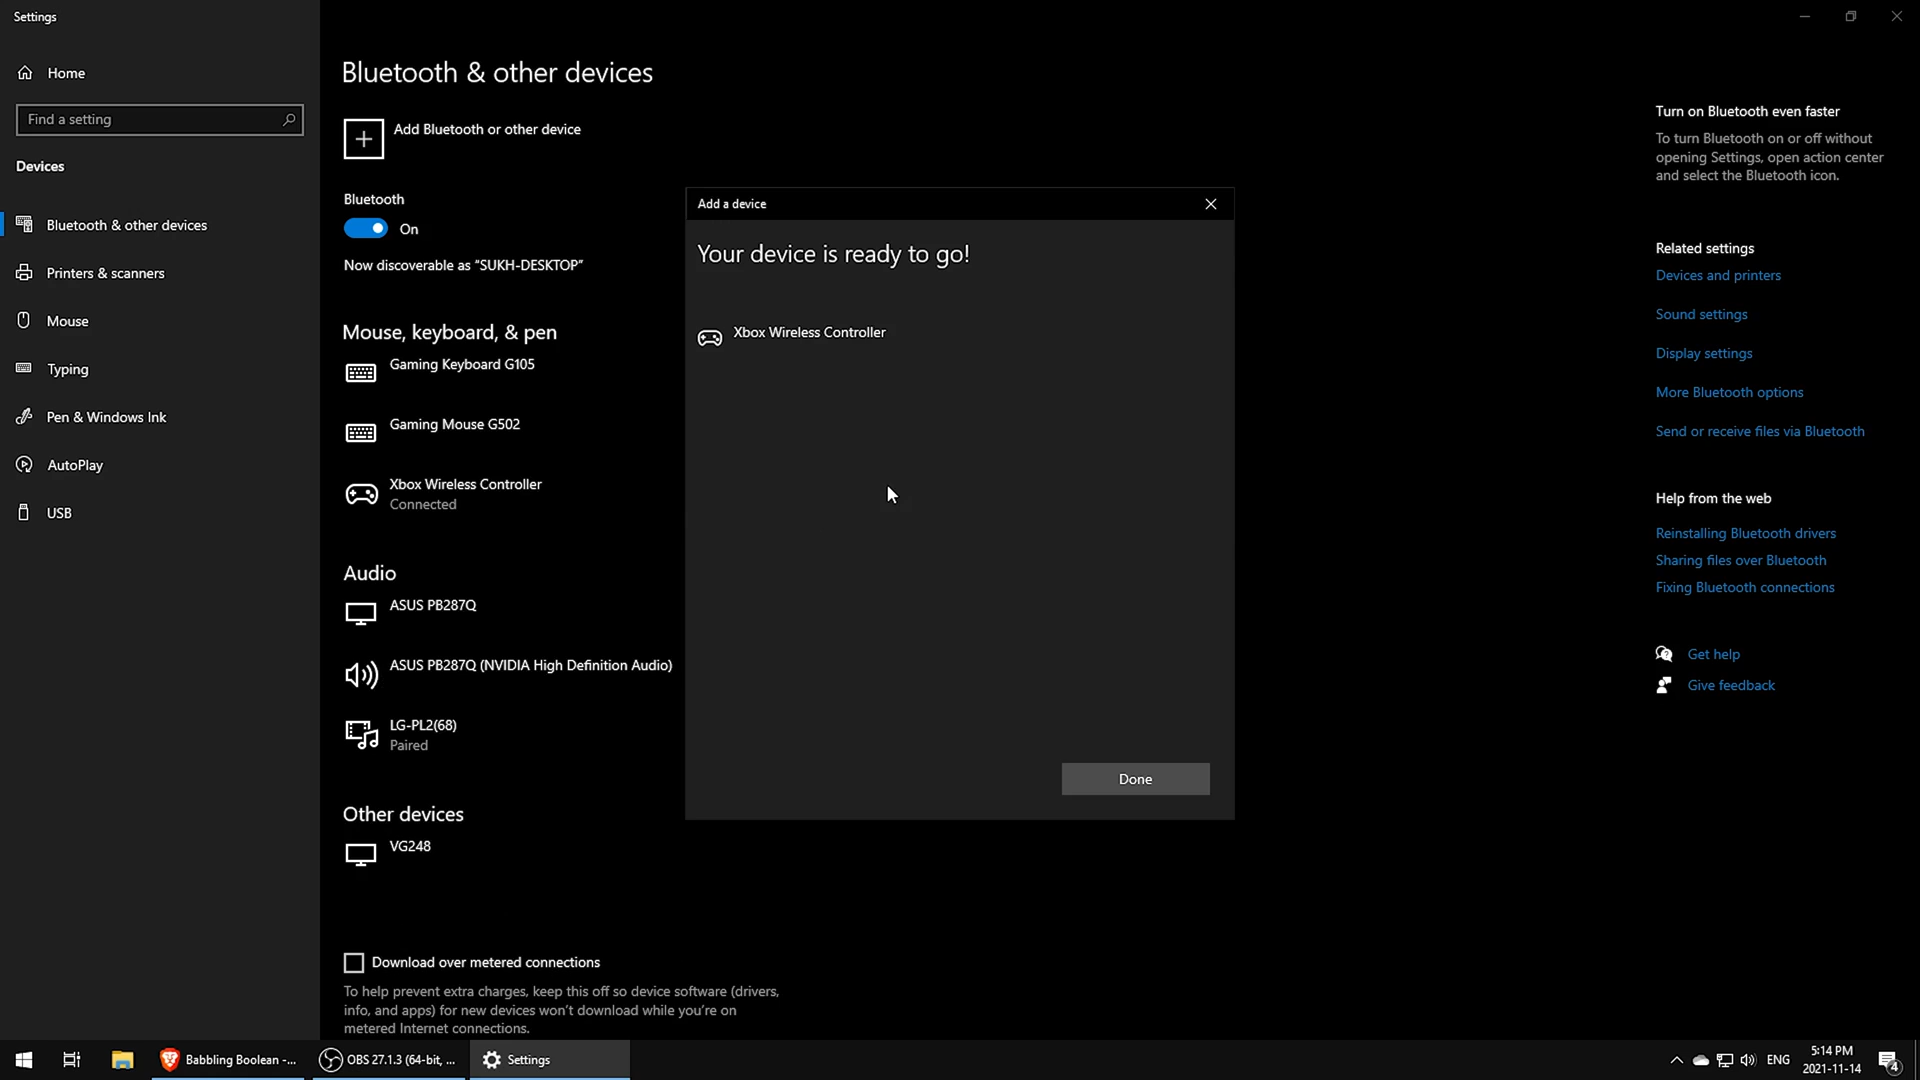 Settings
Home
Find a setting
Devices
Bluetooth & other devices
Printers & scanners
Mouse
Typing
Pen & Windows Ink
AutoPlay
USB
Bluetooth & other devices
Add Bluetooth or other device
Bluetooth
On
Now discoverable as “SUKH-DESKTOP”
Mouse, keyboard, & pen
Gaming Keyboard G105
Gaming Mouse G502
Xbox Wireless Controller
Connected
Audio
ASUS PB287Q
ASUS PB287Q (NVIDIA High Definition Audio)
LG-PL2(68)
Paired
Other devices
VG248
Download over metered connections
To help prevent extra charges, keep this off so device software (drivers,
info, and apps) for new devices won’t download while you’re on
metered Internet connections.
Add a device
Your device is ready to go!
Xbox Wireless Controller
Done
Turn on Bluetooth even faster
To turn Bluetooth on or off without
opening Settings, open action center
and select the Bluetooth icon.
Related settings
Devices and printers
Sound settings
Display settings
More Bluetooth options
Send or receive files via Bluetooth
Help from the web
Reinstalling Bluetooth drivers
Sharing files over Bluetooth
Fixing Bluetooth connections
Get help
Give feedback
Babbling Boolean -...
OBS 27.1.3 (64-bit, ...
Settings
ENG
5:14 PM
2021-11-14
4